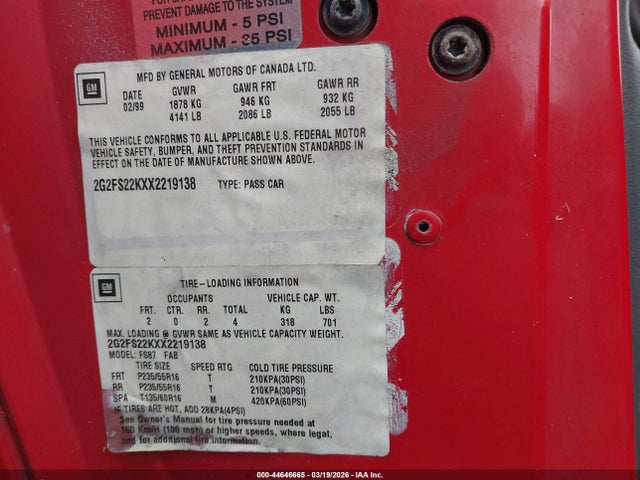 PREVENT DAMAGE TO THE SYSTEM
MINIMUM - 5 PSI
MAXIMUM - 35 PSI
GM
MFD BY GENERAL MOTORS OF CANADA LTD.
DATE GVWR GAWR FRT GAWR RR
02/99 1878 KG 946 KG 932 KG
4141 LB 2086 LB 2055 LB
THIS VEHICLE CONFORMS TO ALL APPLICABLE U.S. FEDERAL MOTOR
VEHICLE SAFETY, BUMPER, AND THEFT PREVENTION STANDARDS IN
EFFECT ON THE DATE OF MANUFACTURE SHOWN ABOVE.
2G2FS22KXX2219138 TYPE: PASS CAR
GM
TIRE-LOADING INFORMATION
OCCUPANTS VEHICLE CAP. WT.
FRT. CTR. RR. TOTAL KG LBS
2 0 2 4 318 701
MAX. LOADING @ GVWR SAME AS VEHICLE CAPACITY WEIGHT.
2G2FS22KXX2219138
MODEL: FS87 FAB
TIRE SIZE SPEED RTG COLD TIRE PRESSURE
FRT P235/55R16 T 210KPA(30PSI)
RR P235/55R16 T 210KPA(30PSI)
SPA T135/60R16 M 420KPA(60PSI)
IF TIRES ARE HOT, ADD 28KPA(4PSI)
See Owner's Manual for tire pressure needed at
160 Km/H (100 mph) or higher speeds, where legal,
and for additional tire information.
000-44646665 - 03/19/2026 - IAA Inc.